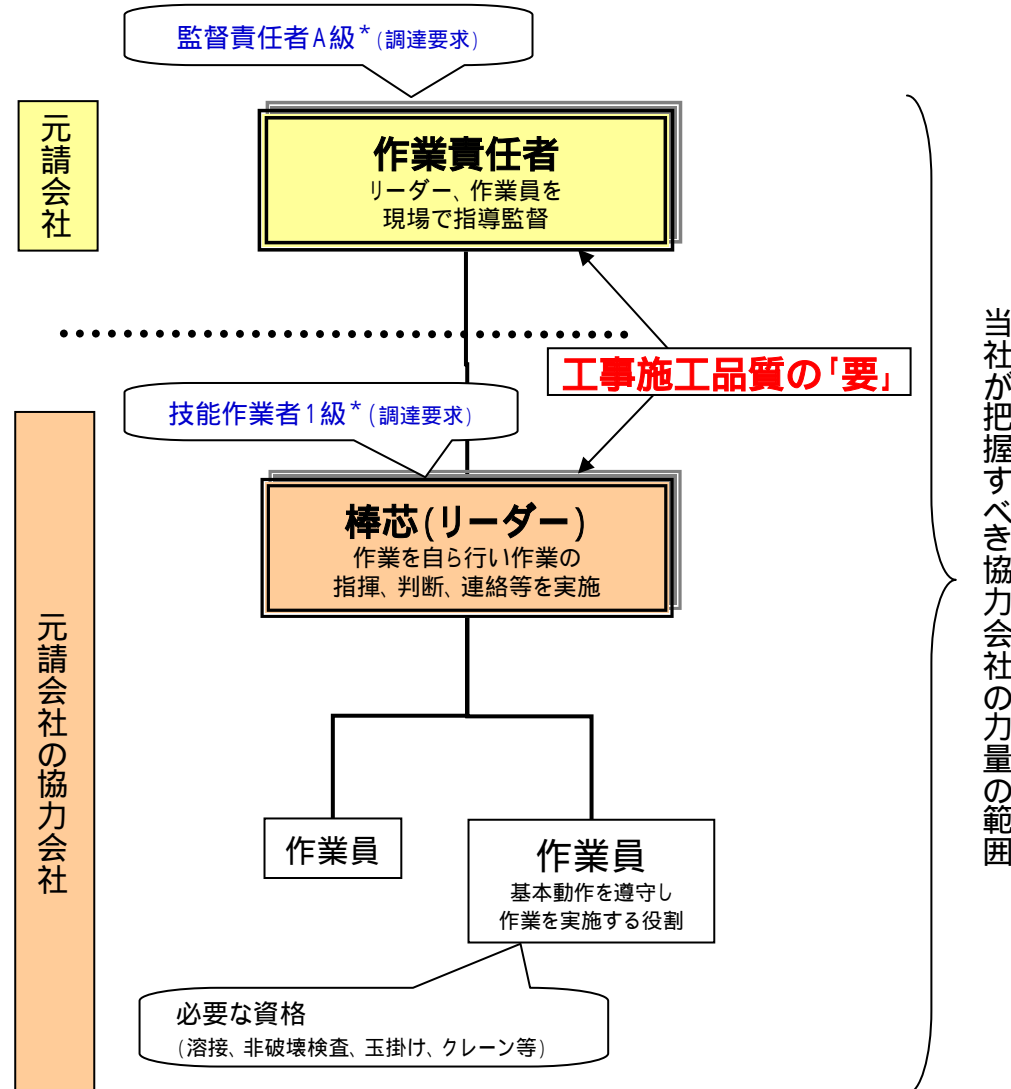 監督責任者A級*(調達要求)
元請会社
作業責任者
リーダー、作業員を
現場で指導監督
工事施工品質の「要」
技能作業者1級*(調達要求)
棒芯(リーダー)
作業を自ら行い作業の
指揮、判断、連絡等を実施
元請会社の協力会社
作業員
作業員
基本動作を遵守し
作業を実施する役割
必要な資格
(溶接、非破壊検査、玉掛け、クレーン等)
当社が把握すべき協力会社の力量の範囲